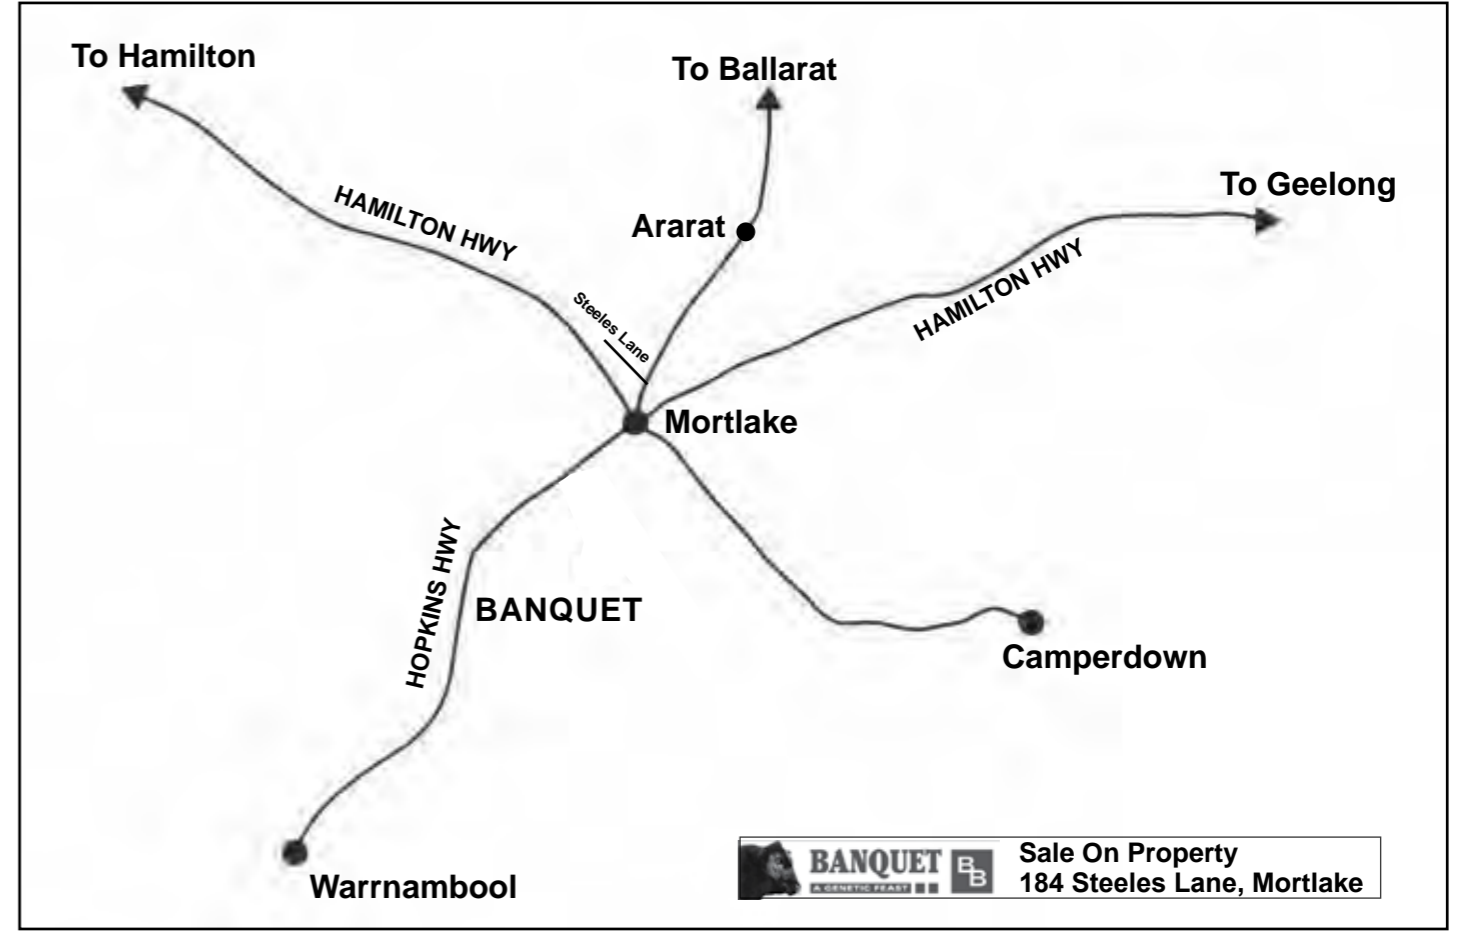 To Hamilton
To Ballarat
To Geelong
HAMILTON HWY
Ararat
HAMILTON HWY
Steeles Lane
Mortlake
HOPKINS HWY
BANQUET
Camperdown
Warrnambool
BANQUET
A GENETIC FEAST
BB
Sale On Property
184 Steeles Lane, Mortlake